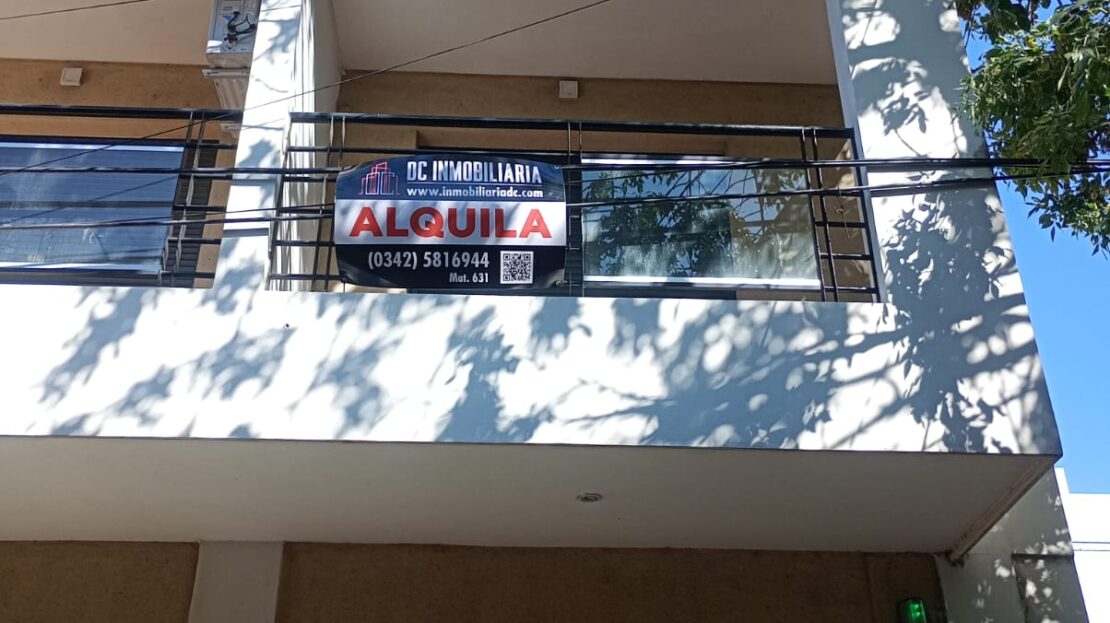 DC INMOBILIARIA
www.inmobiliariadc.com
ALQUILA
(0342) 5816944
Mat. 631